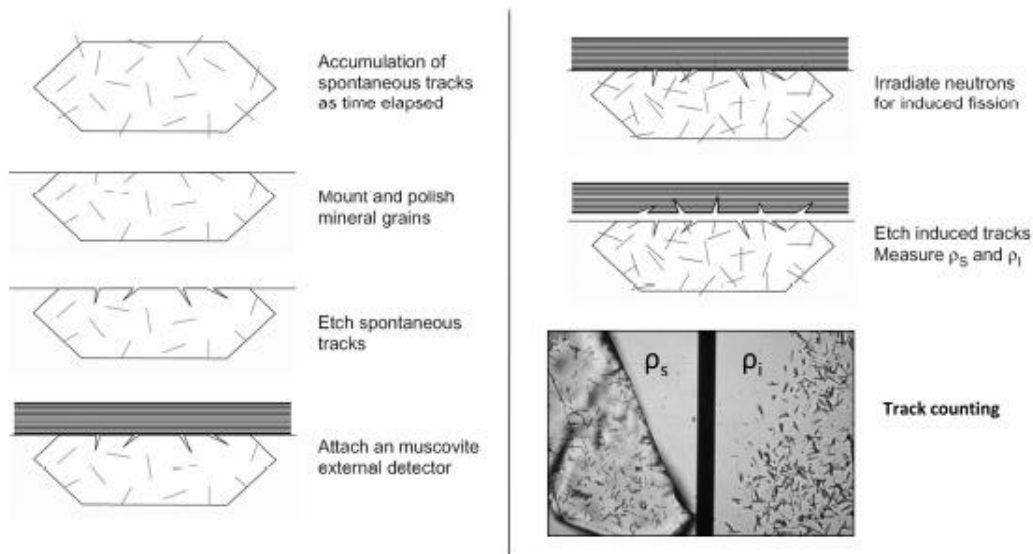 Accumulation of
spontaneous tracks
as time elapsed
Mount and polish
mineral grains
Etch spontaneous
tracks
Attach an muscovite
external detector
Irradiate neutrons
for induced fission
Etch induced tracks
Measure ρS and ρI
ρs
ρi
Track counting